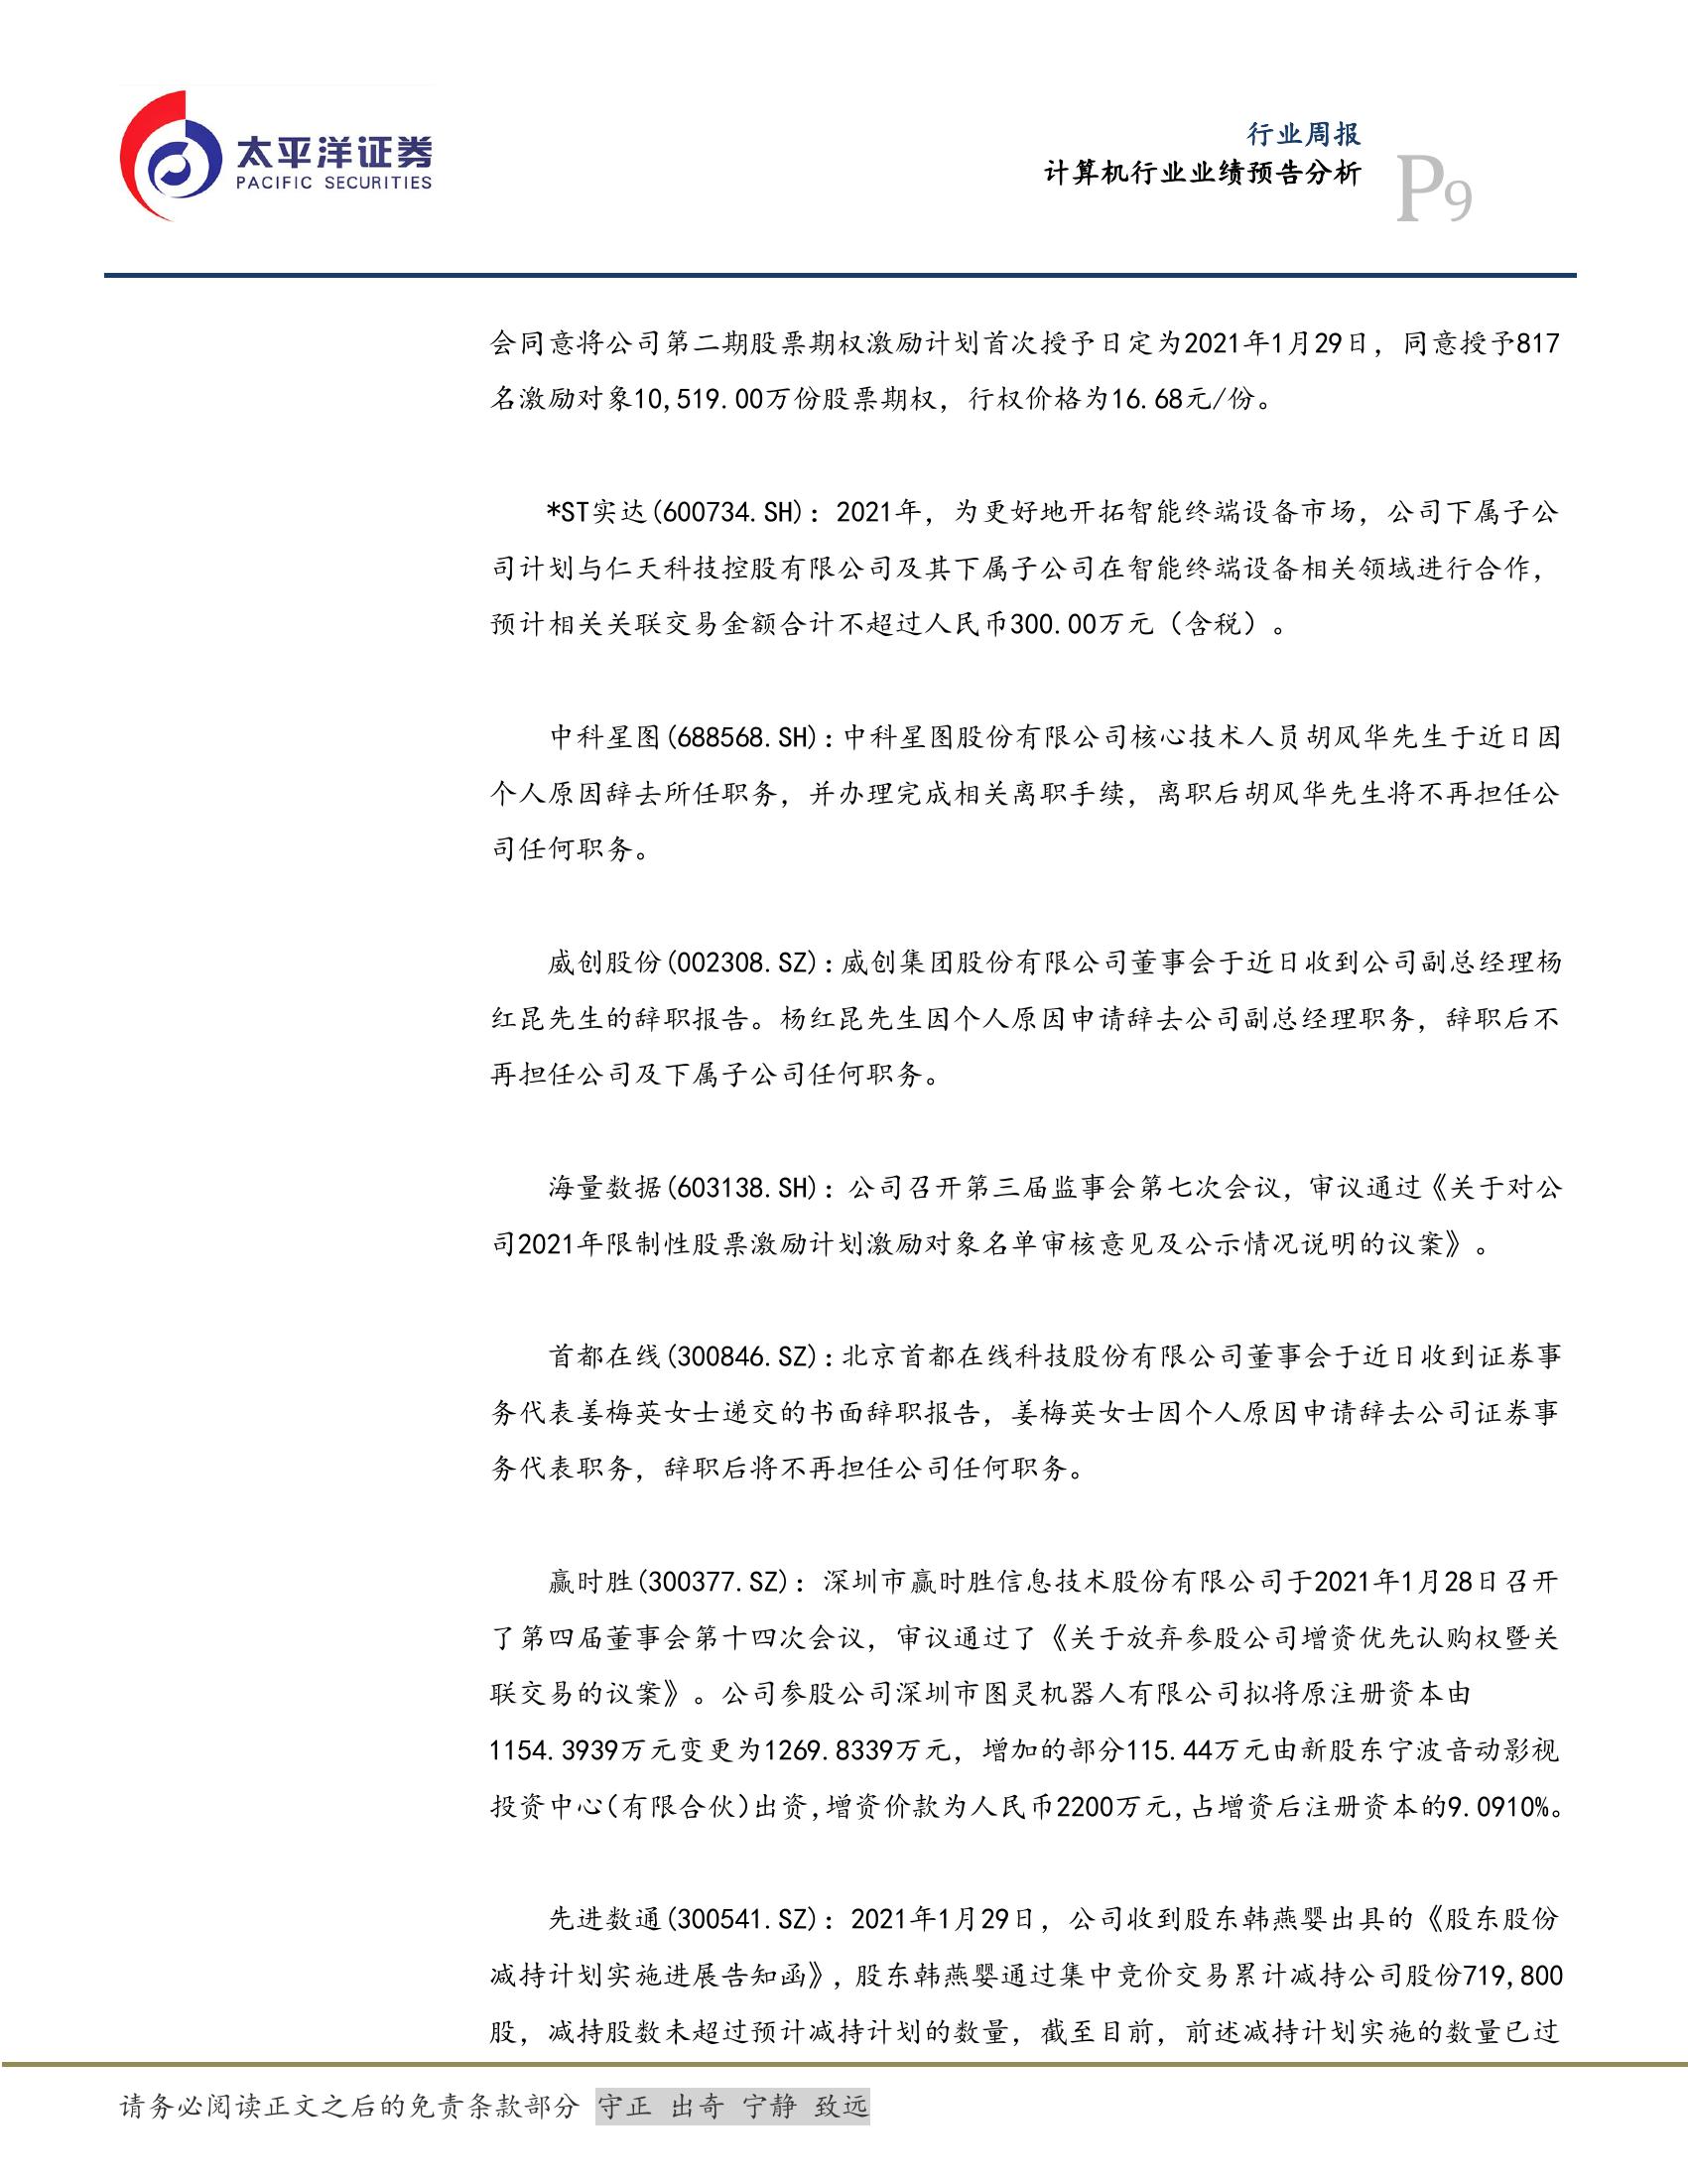 太平洋证券
PACIFIC SECURITIES
行业周报
计算机行业业绩预告分析
P9
会同意将公司第二期股票期权激励计划首次授予日定为2021年1月29日，同意授予817
名激励对象10,519.00万份股票期权，行权价格为16.68元/份。
*ST实达(600734.SH)：2021年，为更好地开拓智能终端设备市场，公司下属子公
司计划与仁天科技控股有限公司及其下属子公司在智能终端设备相关领域进行合作，
预计相关关联交易金额合计不超过人民币300.00万元（含税）。
中科星图(688568.SH)：中科星图股份有限公司核心技术人员胡风华先生于近日因
个人原因辞去所任职务，并办理完成相关离职手续，离职后胡风华先生将不再担任公
司任何职务。
威创股份(002308.SZ)：威创集团股份有限公司董事会于近日收到公司副总经理杨
红昆先生的辞职报告。杨红昆先生因个人原因申请辞去公司副总经理职务，辞职后不
再担任公司及下属子公司任何职务。
海量数据(603138.SH)：公司召开第三届监事会第七次会议，审议通过《关于对公
司2021年限制性股票激励计划激励对象名单审核意见及公示情况说明的议案》。
首都在线(300846.SZ)：北京首都在线科技股份有限公司董事会于近日收到证券事
务代表姜梅英女士递交的书面辞职报告，姜梅英女士因个人原因申请辞去公司证券事
务代表职务，辞职后将不再担任公司任何职务。
赢时胜(300377.SZ)：深圳市赢时胜信息技术股份有限公司于2021年1月28日召开
了第四届董事会第十四次会议，审议通过了《关于放弃参股公司增资优先认购权暨关
联交易的议案》。公司参股公司深圳市图灵机器人有限公司拟将原注册资本由
1154.3939万元变更为1269.8339万元，增加的部分115.44万元由新股东宁波音动影视
投资中心(有限合伙)出资,增资价款为人民币2200万元,占增资后注册资本的9.0910%。
先进数通(300541.SZ)：2021年1月29日，公司收到股东韩燕婴出具的《股东股份
减持计划实施进展告知函》，股东韩燕婴通过集中竞价交易累计减持公司股份719,800
股，减持股数未超过预计减持计划的数量，截至目前，前述减持计划实施的数量已过
请务必阅读正文之后的免责条款部分 守正 出奇 宁静 致远